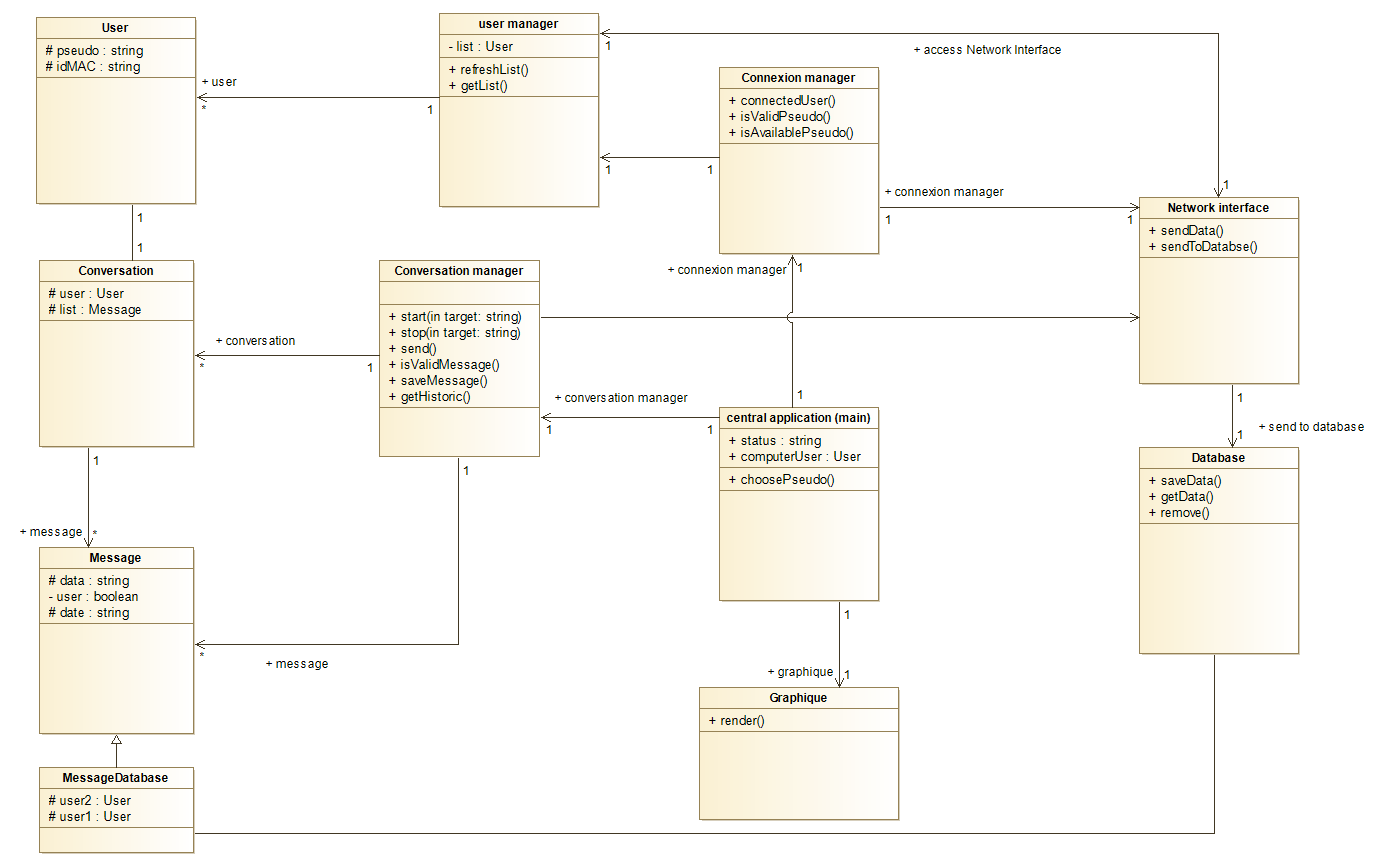 User
# pseudo : string
# idMAC : string
+ user
*
1
user manager
- list : User
+ refreshList()
+ getList()
1
+ access Network Interface
1
Connexion manager
+ connectedUser()
+ isValidPseudo()
+ isAvailablePseudo()
1
1
+ connexion manager
1
1
Network interface
+ sendData()
+ sendToDatabse()
1
1
Conversation
# user : User
# list : Message
+ conversation
*
1
Conversation manager
+ start(in target: string)
+ stop(in target: string)
+ send()
+ isValidMessage()
+ saveMessage()
+ getHistoric()
+ connexion manager
1
1
+ conversation manager
1
1
central application (main)
+ status : string
+ computerUser : User
+ choosePseudo()
1
1
+ send to database
Database
+ saveData()
+ getData()
+ remove()
1
1
+ message
*
Message
# data : string
- user : boolean
# date : string
*
+ message
1
+ graphique
1
Graphique
+ render()
MessageDatabase
# user2 : User
# user1 : User